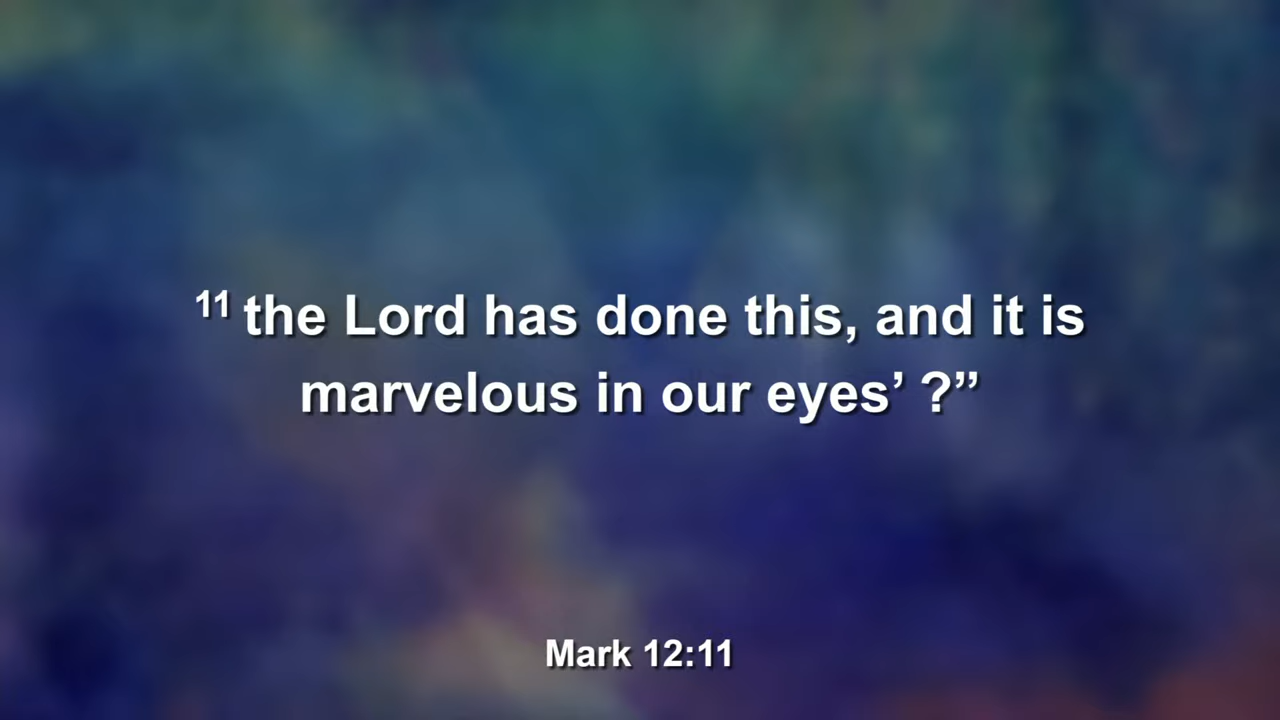 11 the Lord has done this, and it is
marvelous in our eyes’ ?”
Mark 12:11